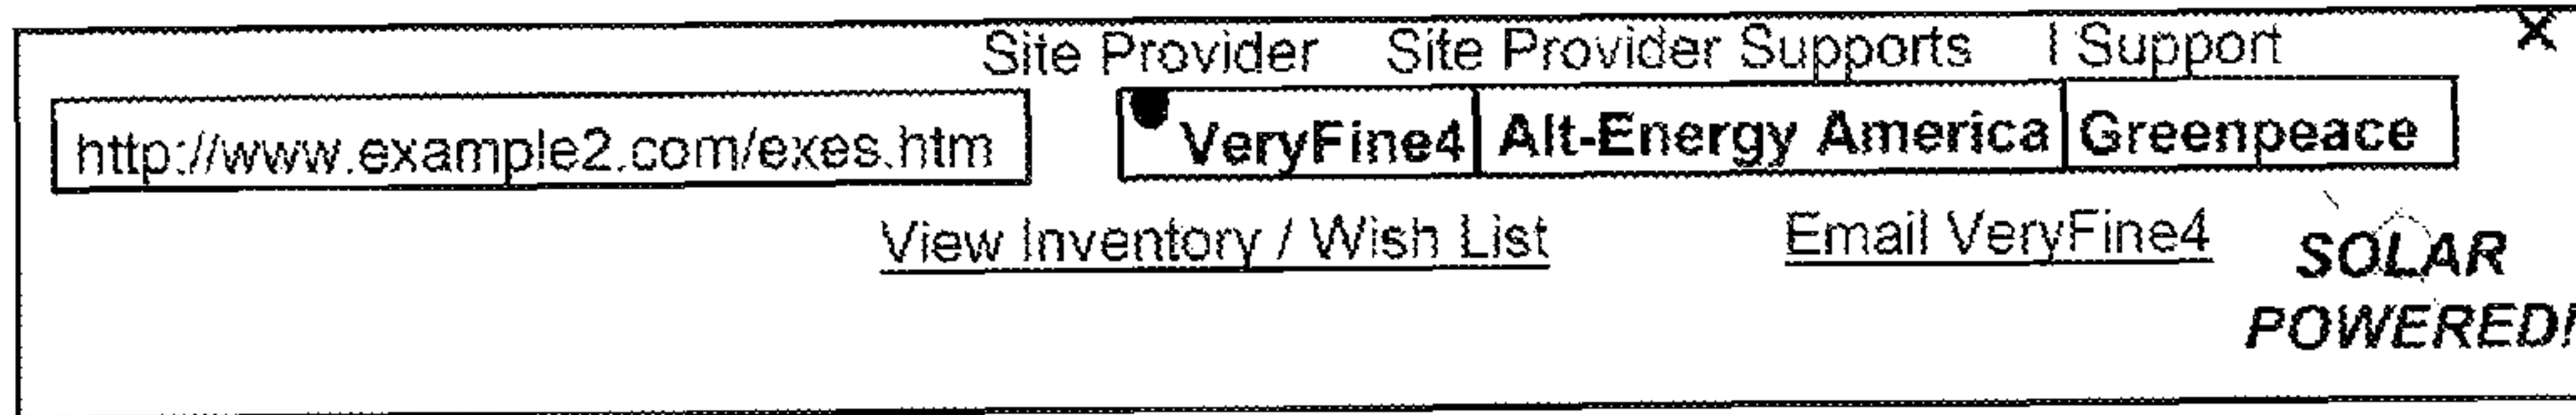 Site Provider Site Provider Supports I Support X
http://www.example2.com/exes.htm VeryFine4 Alt-Energy America Greenpeace
View Inventory / Wish List Email VeryFine4 SOLAR
POWERED!